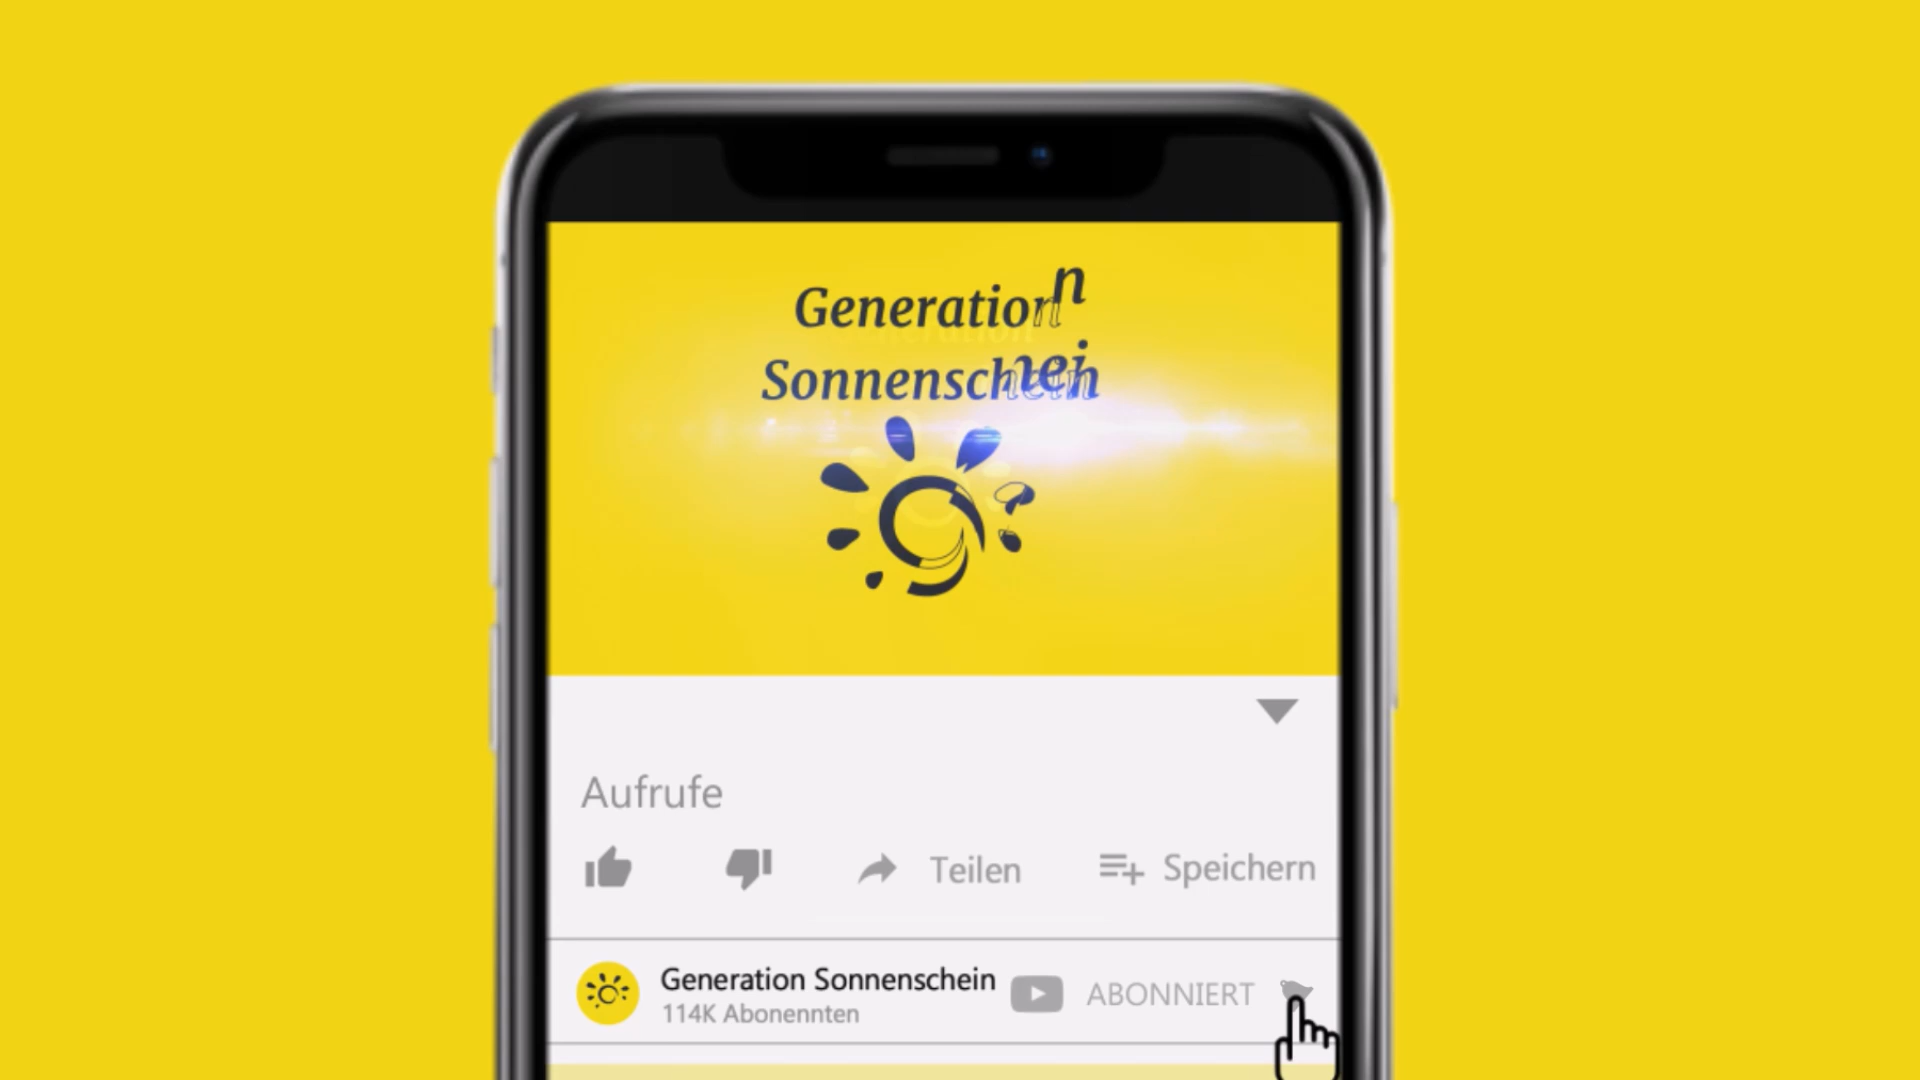 Generation
Sonnenschein
Aufrufe
Teilen
Speichern
Generation Sonnenschein
ABONNIERT
114K Abonennten